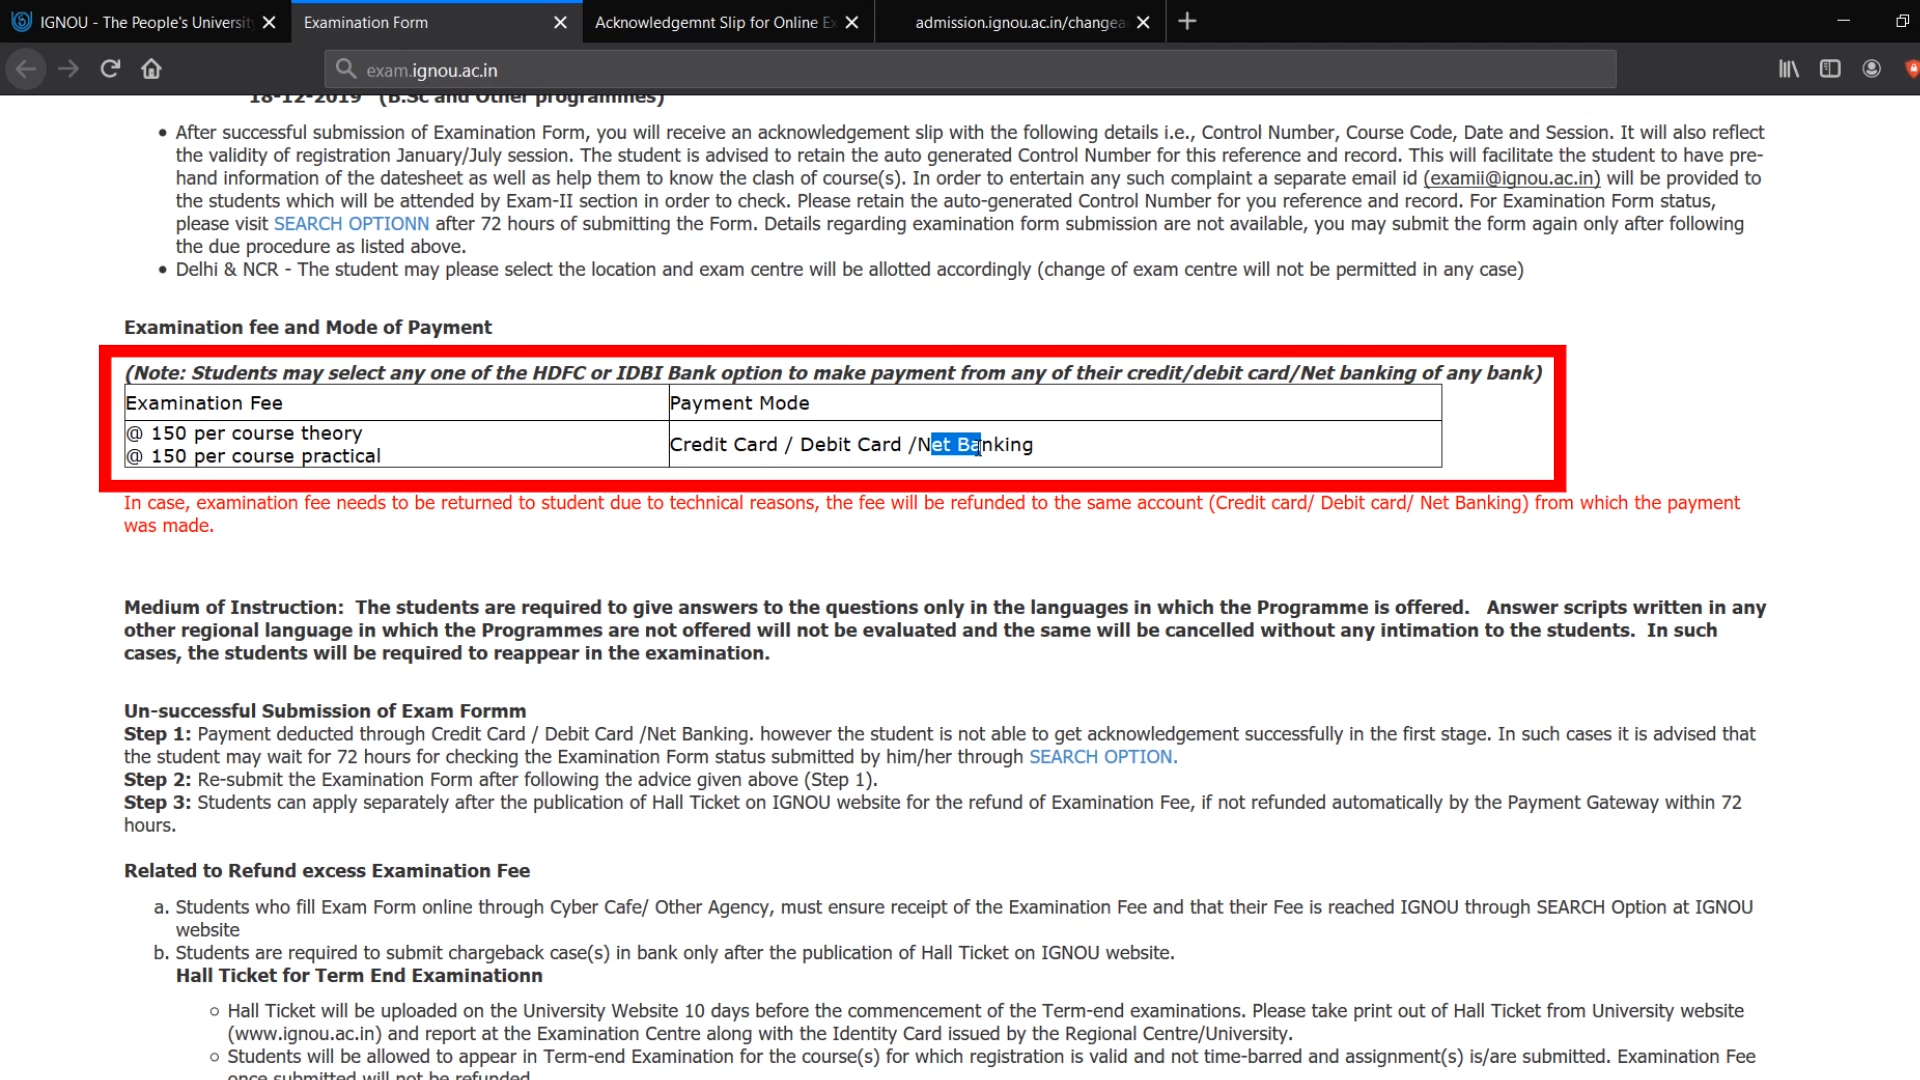 IGNOU - The People's Universit
Examination Form
Acknowledgemnt Slip for Online E
admission.ignou.ac.in/changea
exam.ignou.ac.in
18-12-2019 (B.Sc and Other programmes)
• After successful submission of Examination Form, you will receive an acknowledgement slip with the following details i.e., Control Number, Course Code, Date and Session. It will also reflect
the validity of registration January/July session. The student is advised to retain the auto generated Control Number for this reference and record. This will facilitate the student to have pre-
hand information of the datesheet as well as help them to know the clash of course(s). In order to entertain any such complaint a separate email id (examii@ignou.ac.in) will be provided to
the students which will be attended by Exam-II section in order to check. Please retain the auto-generated Control Number for you reference and record. For Examination Form status,
please visit SEARCH OPTIONN after 72 hours of submitting the Form. Details regarding examination form submission are not available, you may submit the form again only after following
the due procedure as listed above.
• Delhi & NCR - The student may please select the location and exam centre will be allotted accordingly (change of exam centre will not be permitted in any case)
Examination fee and Mode of Payment
(Note: Students may select any one of the HDFC or IDBI Bank option to make payment from any of their credit/debit card/Net banking of any bank)
Examination Fee
Payment Mode
@ 150 per course theory
@ 150 per course practical
Credit Card / Debit Card /Net Banking
In case, examination fee needs to be returned to student due to technical reasons, the fee will be refunded to the same account (Credit card/ Debit card/ Net Banking) from which the payment
was made.
Medium of Instruction: The students are required to give answers to the questions only in the languages in which the Programme is offered. Answer scripts written in any
other regional language in which the Programmes are not offered will not be evaluated and the same will be cancelled without any intimation to the students. In such
cases, the students will be required to reappear in the examination.
Un-successful Submission of Exam Formm
Step 1: Payment deducted through Credit Card / Debit Card /Net Banking. however the student is not able to get acknowledgement successfully in the first stage. In such cases it is advised that
the student may wait for 72 hours for checking the Examination Form status submitted by him/her through SEARCH OPTION.
Step 2: Re-submit the Examination Form after following the advice given above (Step 1).
Step 3: Students can apply separately after the publication of Hall Ticket on IGNOU website for the refund of Examination Fee, if not refunded automatically by the Payment Gateway within 72
hours.
Related to Refund excess Examination Fee
a. Students who fill Exam Form online through Cyber Cafe/ Other Agency, must ensure receipt of the Examination Fee and that their Fee is reached IGNOU through SEARCH Option at IGNOU
website
b. Students are required to submit chargeback case(s) in bank only after the publication of Hall Ticket on IGNOU website.
Hall Ticket for Term End Examinationn
○ Hall Ticket will be uploaded on the University Website 10 days before the commencement of the Term-end examinations. Please take print out of Hall Ticket from University website
(www.ignou.ac.in) and report at the Examination Centre along with the Identity Card issued by the Regional Centre/University.
○ Students will be allowed to appear in Term-end Examination for the course(s) for which registration is valid and not time-barred and assignment(s) is/are submitted. Examination Fee
once submitted will not be refunded